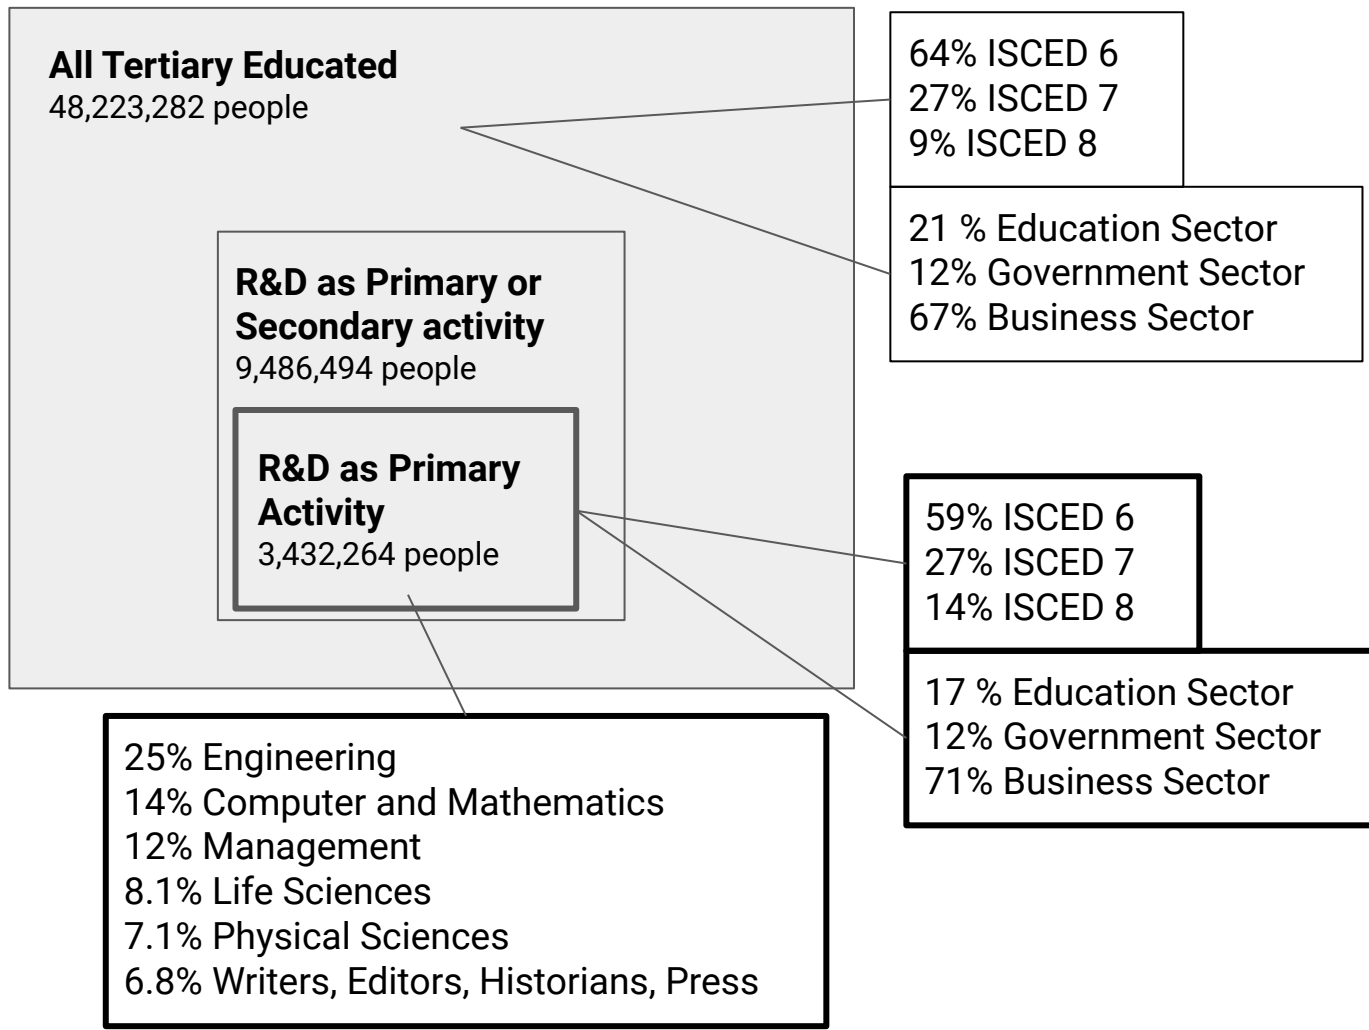 All Tertiary Educated
48,223,282 people
64% ISCED 6
27% ISCED 7
9% ISCED 8
21 % Education Sector
12% Government Sector
67% Business Sector
R&D as Primary or
Secondary activity
9,486,494 people
R&D as Primary
Activity
3,432,264 people
59% ISCED 6
27% ISCED 7
14% ISCED 8
17 % Education Sector
12% Government Sector
71% Business Sector
25% Engineering
14% Computer and Mathematics
12% Management
8.1% Life Sciences
7.1% Physical Sciences
6.8% Writers, Editors, Historians, Press